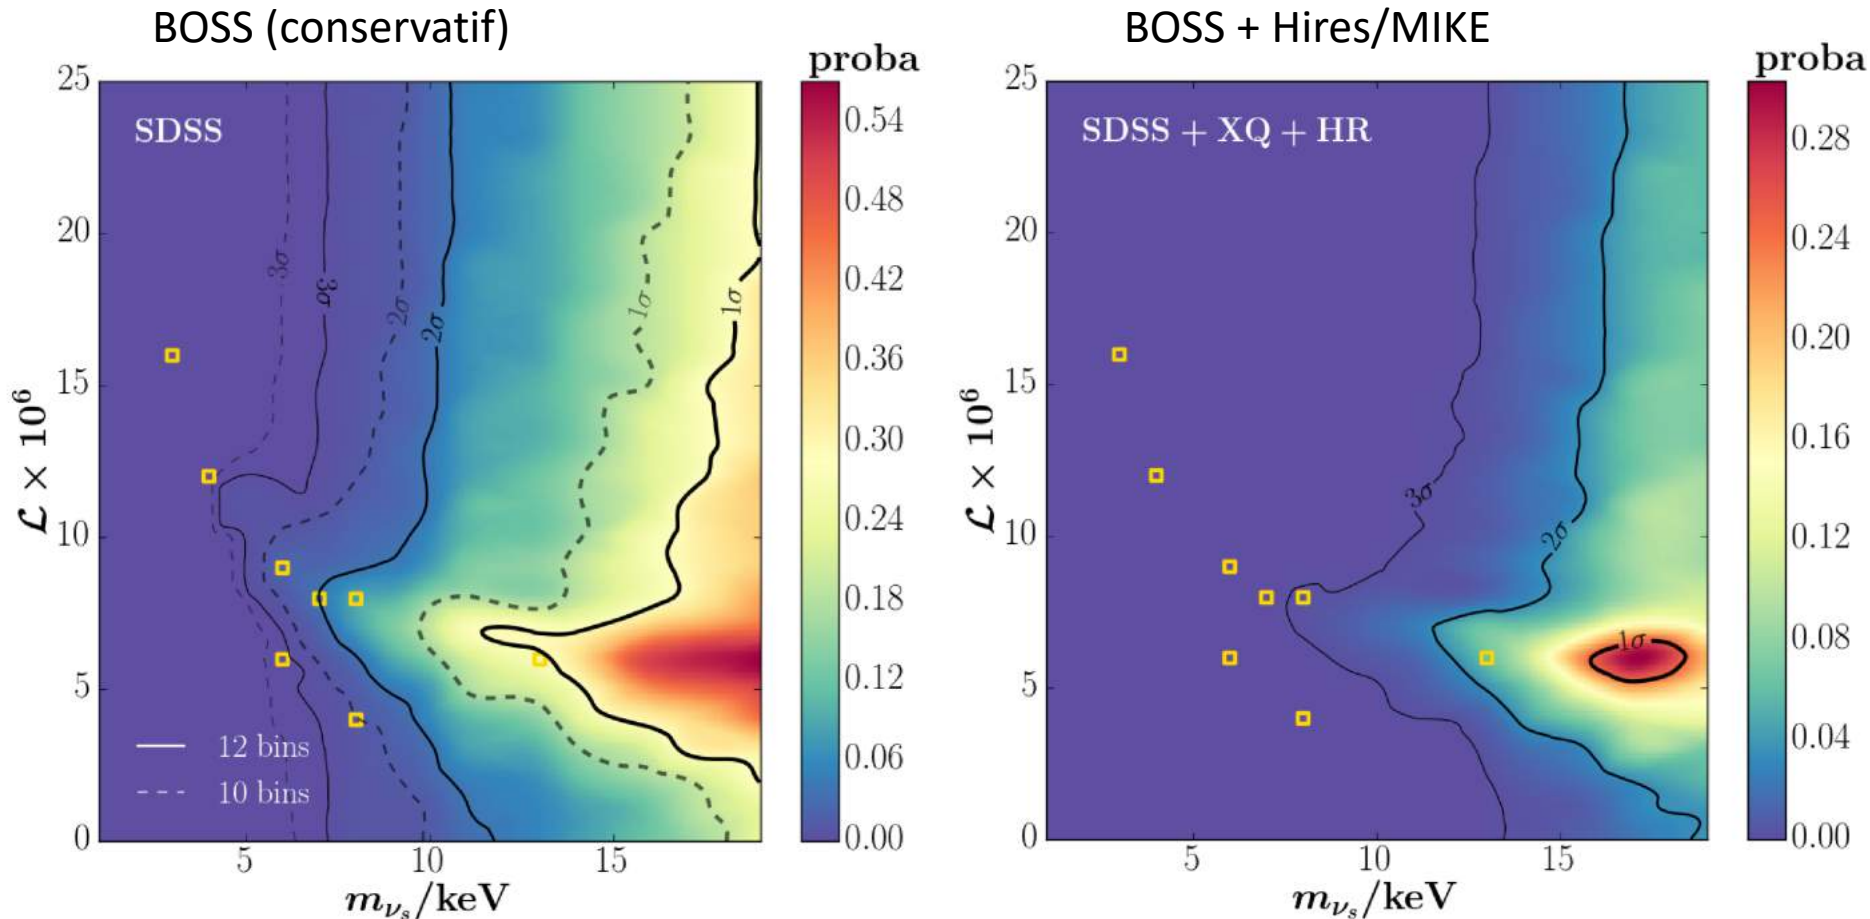 BOSS (conservatif)
BOSS + Hires/MIKE
proba
25
20
15
10
5
0
SDSS
3σ
3σ
2σ
2σ
1σ
1σ
12 bins
10 bins
5
10
15
𝓛 × 10⁶
m_νs/keV
0.54
0.48
0.42
0.36
0.30
0.24
0.18
0.12
0.06
0.00
proba
25
20
15
10
5
0
SDSS + XQ + HR
3σ
2σ
1σ
5
10
15
𝓛 × 10⁶
m_νs/keV
0.28
0.24
0.20
0.16
0.12
0.08
0.04
0.00